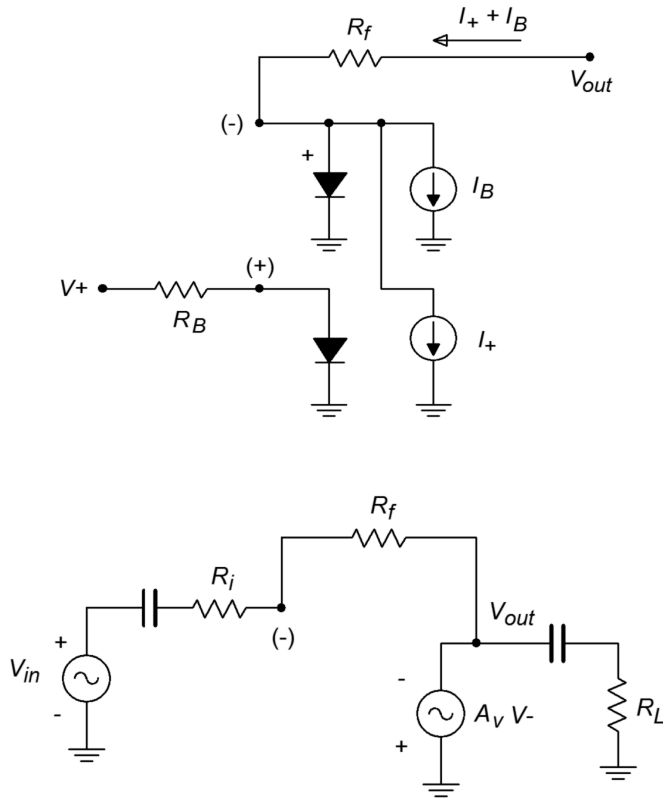 I+ + IB
Rf
Vout
(-)
+
IB
(+)
V+
RB
I+
Rf
Ri
(-)
Vout
+
Vin
-
-
Av V-
+
RL